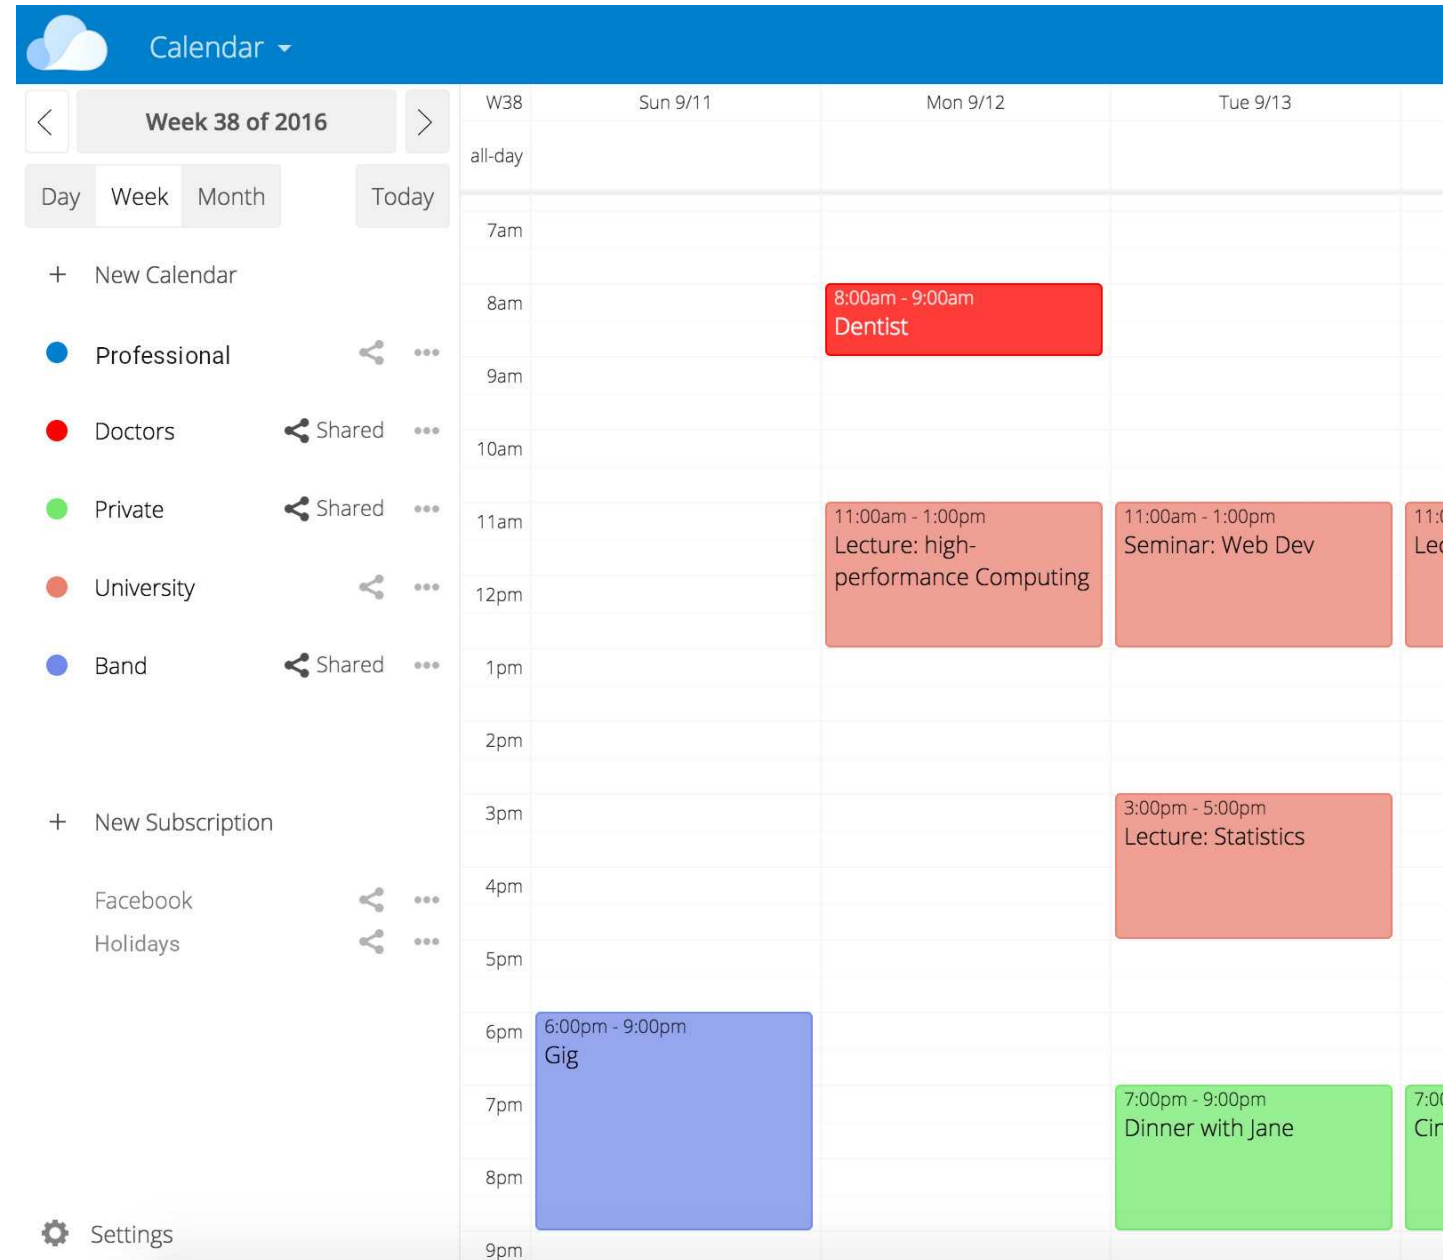 Calendar
Week 38 of 2016
Day Week Month Today
+ New Calendar
Professional
Doctors Shared
Private Shared
University
Band Shared
+ New Subscription
Facebook
Holidays
Settings
W38 Sun 9/11 Mon 9/12 Tue 9/13
all-day
7am
8am
8:00am - 9:00am
Dentist
9am
10am
11am
11:00am - 1:00pm
Lecture: high-
performance Computing
11:00am - 1:00pm
Seminar: Web Dev
12pm
1pm
2pm
3pm
3:00pm - 5:00pm
Lecture: Statistics
4pm
5pm
6pm
6:00pm - 9:00pm
Gig
7pm
7:00pm - 9:00pm
Dinner with Jane
8pm
9pm